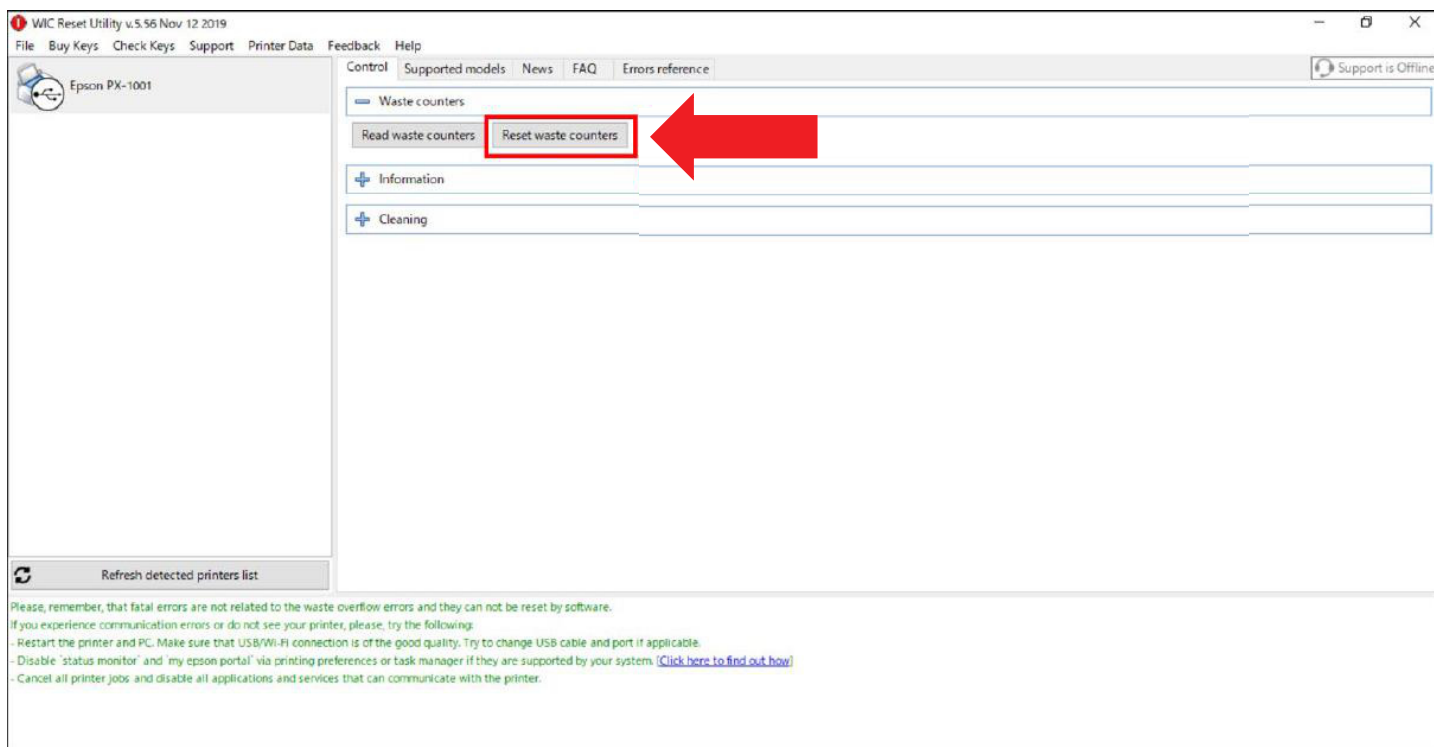 WIC Reset Utility v.5.56 Nov 12 2019
File Buy Keys Check Keys Support Printer Data Feedback Help
Epson PX-1001
Control Supported models News FAQ Errors reference
Support is Offline
Waste counters
Read waste counters Reset waste counters
Information
Cleaning
Refresh detected printers list
Please, remember, that fatal errors are not related to the waste overflow errors and they can not be reset by software.
If you experience communication errors or do not see your printer, please, try the following:
- Restart the printer and PC. Make sure that USB/Wi-Fi connection is of the good quality. Try to change USB cable and port if applicable.
- Disable `status monitor` and `my epson portal` via printing preferences or task manager if they are supported by your system. [Click here to find out how]
- Cancel all printer jobs and disable all applications and services that can communicate with the printer.